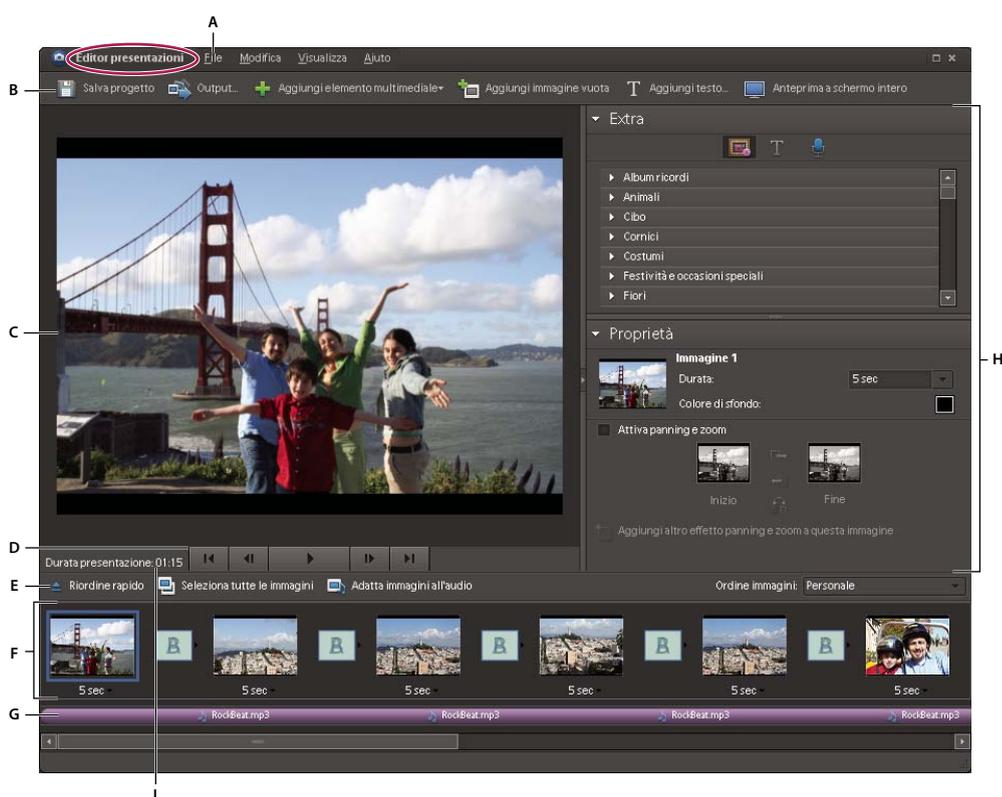 A
Editor presentazioni File Modifica Visualizza Aiuto
B
Salva progetto Output... Aggiungi elemento multimediale Aggiungi immagine vuota T Aggiungi testo... Anteprima a schermo intero
Extra
T
Album ricordi
Animali
Cibo
Cornici
Costumi
Festività e occasioni speciali
Fiori
C
H
Proprietà
Immagine 1
Durata: 5 sec
Colore di sfondo:
Attiva panning e zoom
Inizio Fine
Aggiungi altro effetto panning e zoom a questa immagine
D
Durata presentazione: 01:15
E
Riordine rapido Seleziona tutte le immagini Adatta immagini all'audio Ordine immagini: Personale
F
B B B B B
5 sec 5 sec 5 sec 5 sec 5 sec 5 sec
G
RockBeat.mp3 RockBeat.mp3 RockBeat.mp3 RockBeat.mp3
I